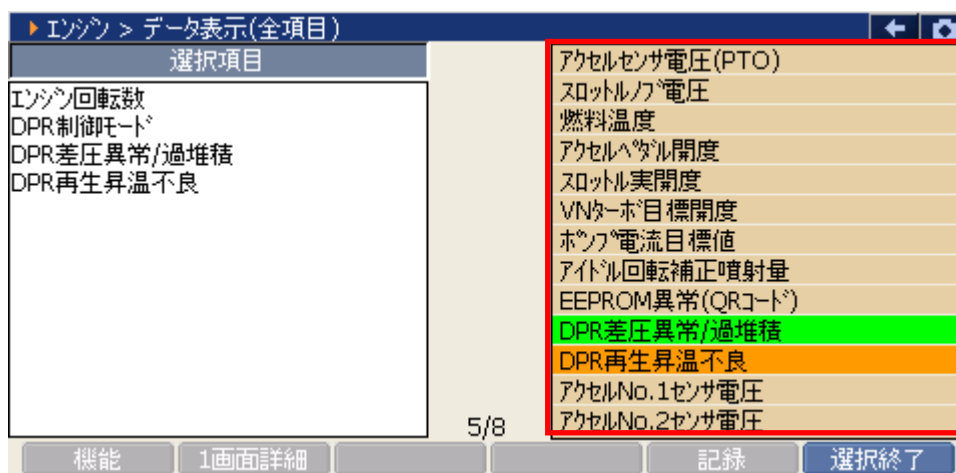 エンジン > データ表示(全項目)
選択項目
エンジン回転数
DPR制御モード
DPR差圧異常/過堆積
DPR再生昇温不良
アクセルセンサ電圧(PTO)
スロットルノブ電圧
燃料温度
アクセルペダル開度
スロットル実開度
VNターボ目標開度
ポンプ電流目標値
アイドル回転補正噴射量
EEPROM異常(QRコード)
DPR差圧異常/過堆積
DPR再生昇温不良
アクセルNo.1センサ電圧
アクセルNo.2センサ電圧
5/8
機能
1画面詳細
記録
選択終了